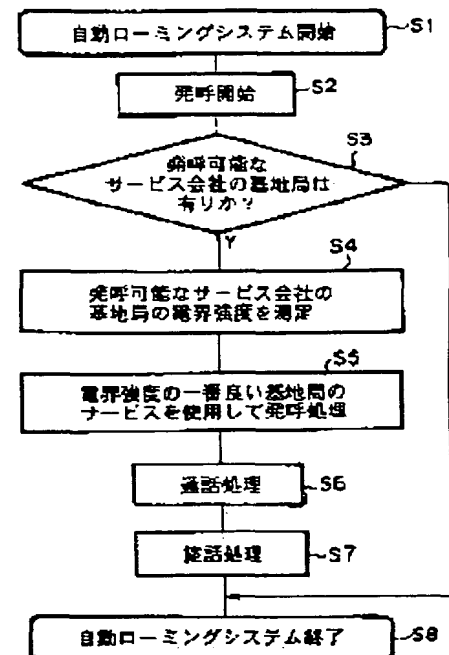 自動ローミングシステム開始
S1
発呼開始
S2
S3
発呼可能な
サービス会社の基地局は
有りか?
Y
S4
発呼可能なサービス会社の
基地局の電界強度を測定
S5
電界強度の一番良い基地局の
サービスを使用して発呼処理
通話処理
S6
終話処理
S7
自動ローミングシステム終了
S8